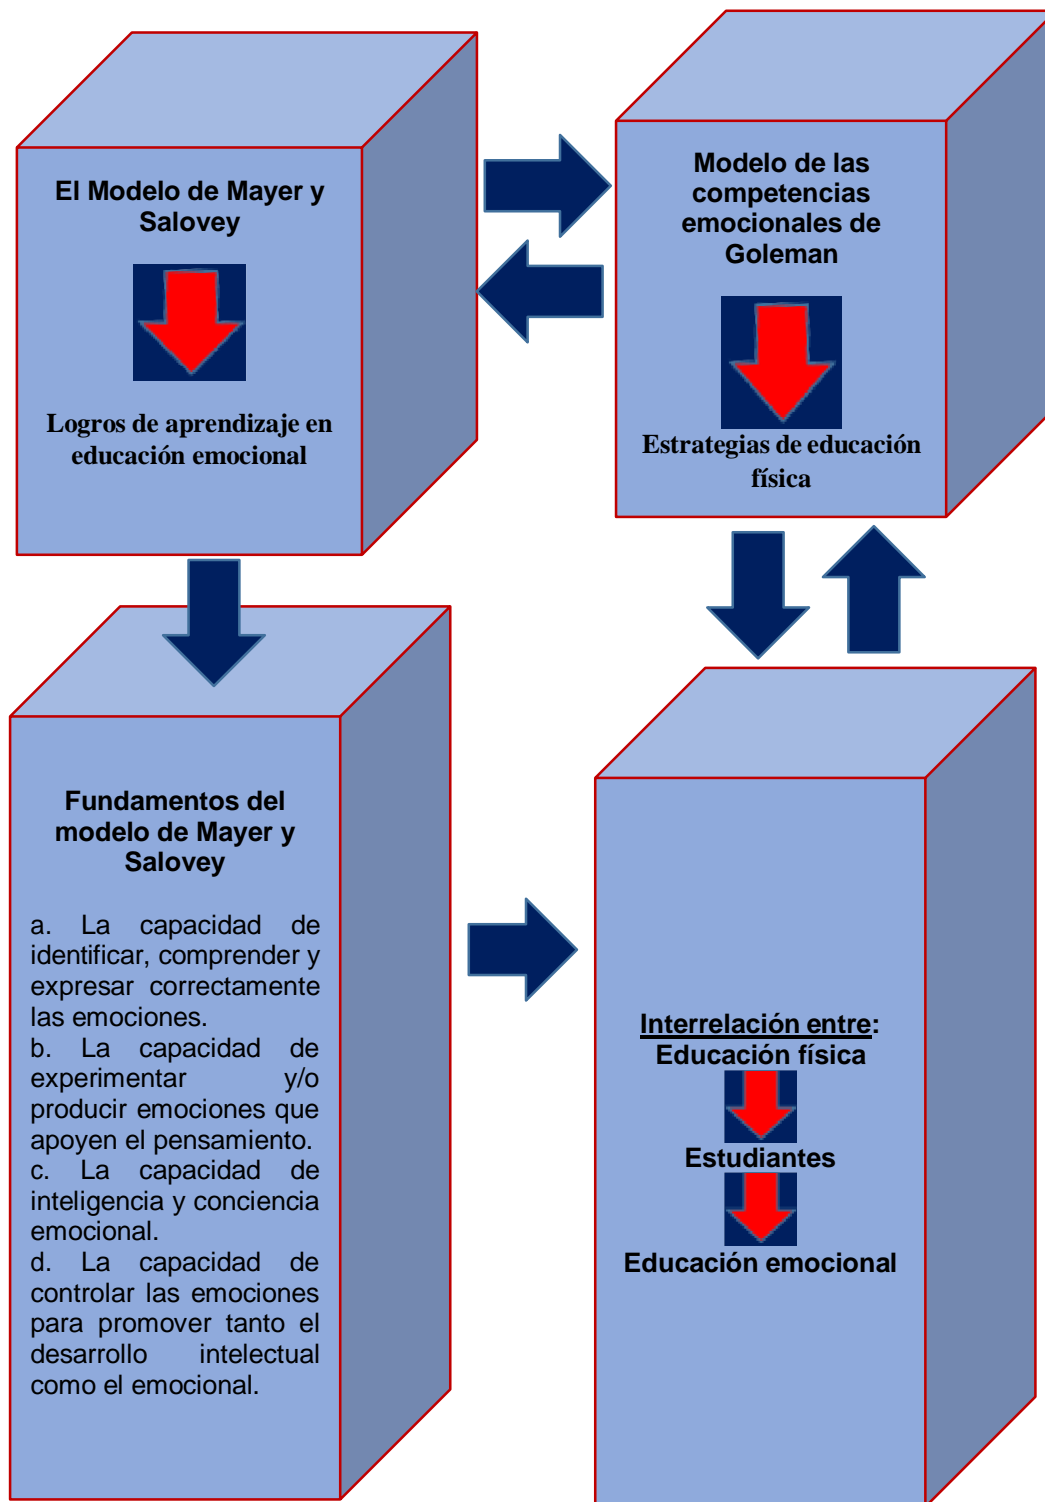 El Modelo de Mayer y
Salovey
Logros de aprendizaje en
educación emocional
Modelo de las
competencias
emocionales de
Goleman
Estrategias de educación
física
Fundamentos del
modelo de Mayer y
Salovey
a. La capacidad de
identificar, comprender y
expresar correctamente
las emociones.
b. La capacidad de
experimentar y/o
producir emociones que
apoyen el pensamiento.
c. La capacidad de
inteligencia y conciencia
emocional.
d. La capacidad de
controlar las emociones
para promover tanto el
desarrollo intelectual
como el emocional.
Interrelación entre:
Educación física
Estudiantes
Educación emocional